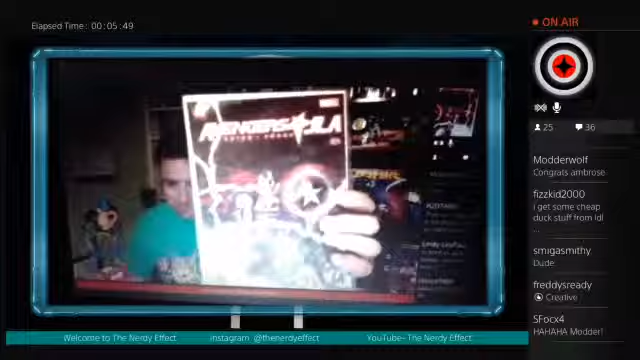 Elapsed Time: 00:05:49
ON AIR
25
36
AVENGERS JLA
Modderwolf
Congrats ambrose
fizzkid2000
i get some cheap
duck stuff from ldl
...
smigasmithy
Dude
freddysready
Creative
SFocx4
HAHAHA Modder!
Welcome to The Nerdy Effect
Instagram @thenerdyeffect
YouTube- The Nerdy Effect